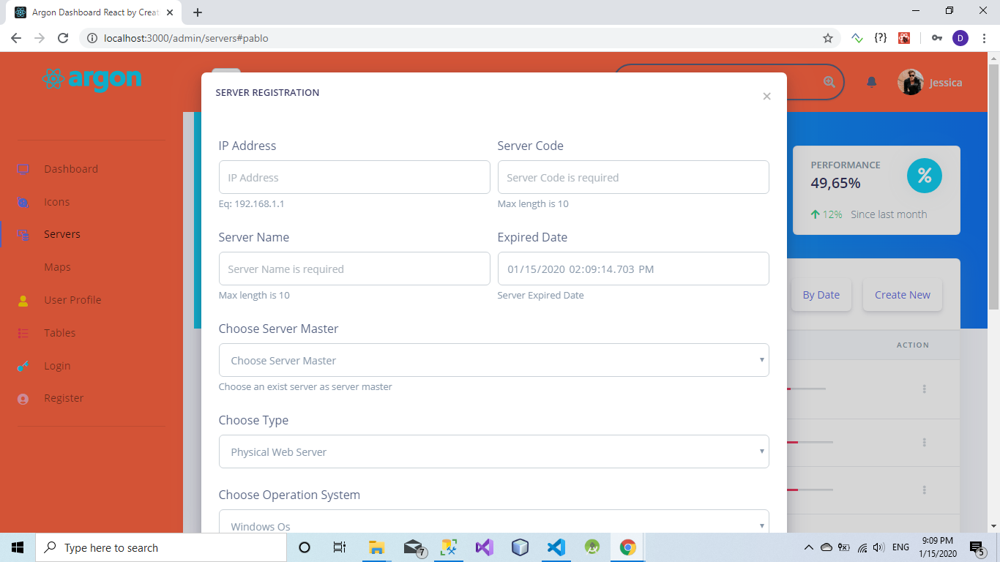 Argon Dashboard React by Creat
localhost:3000/admin/servers#pablo
{?}
D
argon
Jessica
SERVER REGISTRATION
×
Dashboard
Icons
Servers
Maps
User Profile
Tables
Login
Register
IP Address
Server Code
IP Address
Server Code is required
Eq: 192.168.1.1
Max length is 10
Server Name
Expired Date
Server Name is required
01/15/2020 02:09:14.703 PM
Max length is 10
Server Expired Date
Choose Server Master
Choose Server Master
Choose an exist server as server master
Choose Type
Physical Web Server
Choose Operation System
Windows Os
PERFORMANCE
49,65%
%
12% Since last month
By Date
Create New
ACTION
Type here to search
7
ENG
9:09 PM
1/15/2020
5